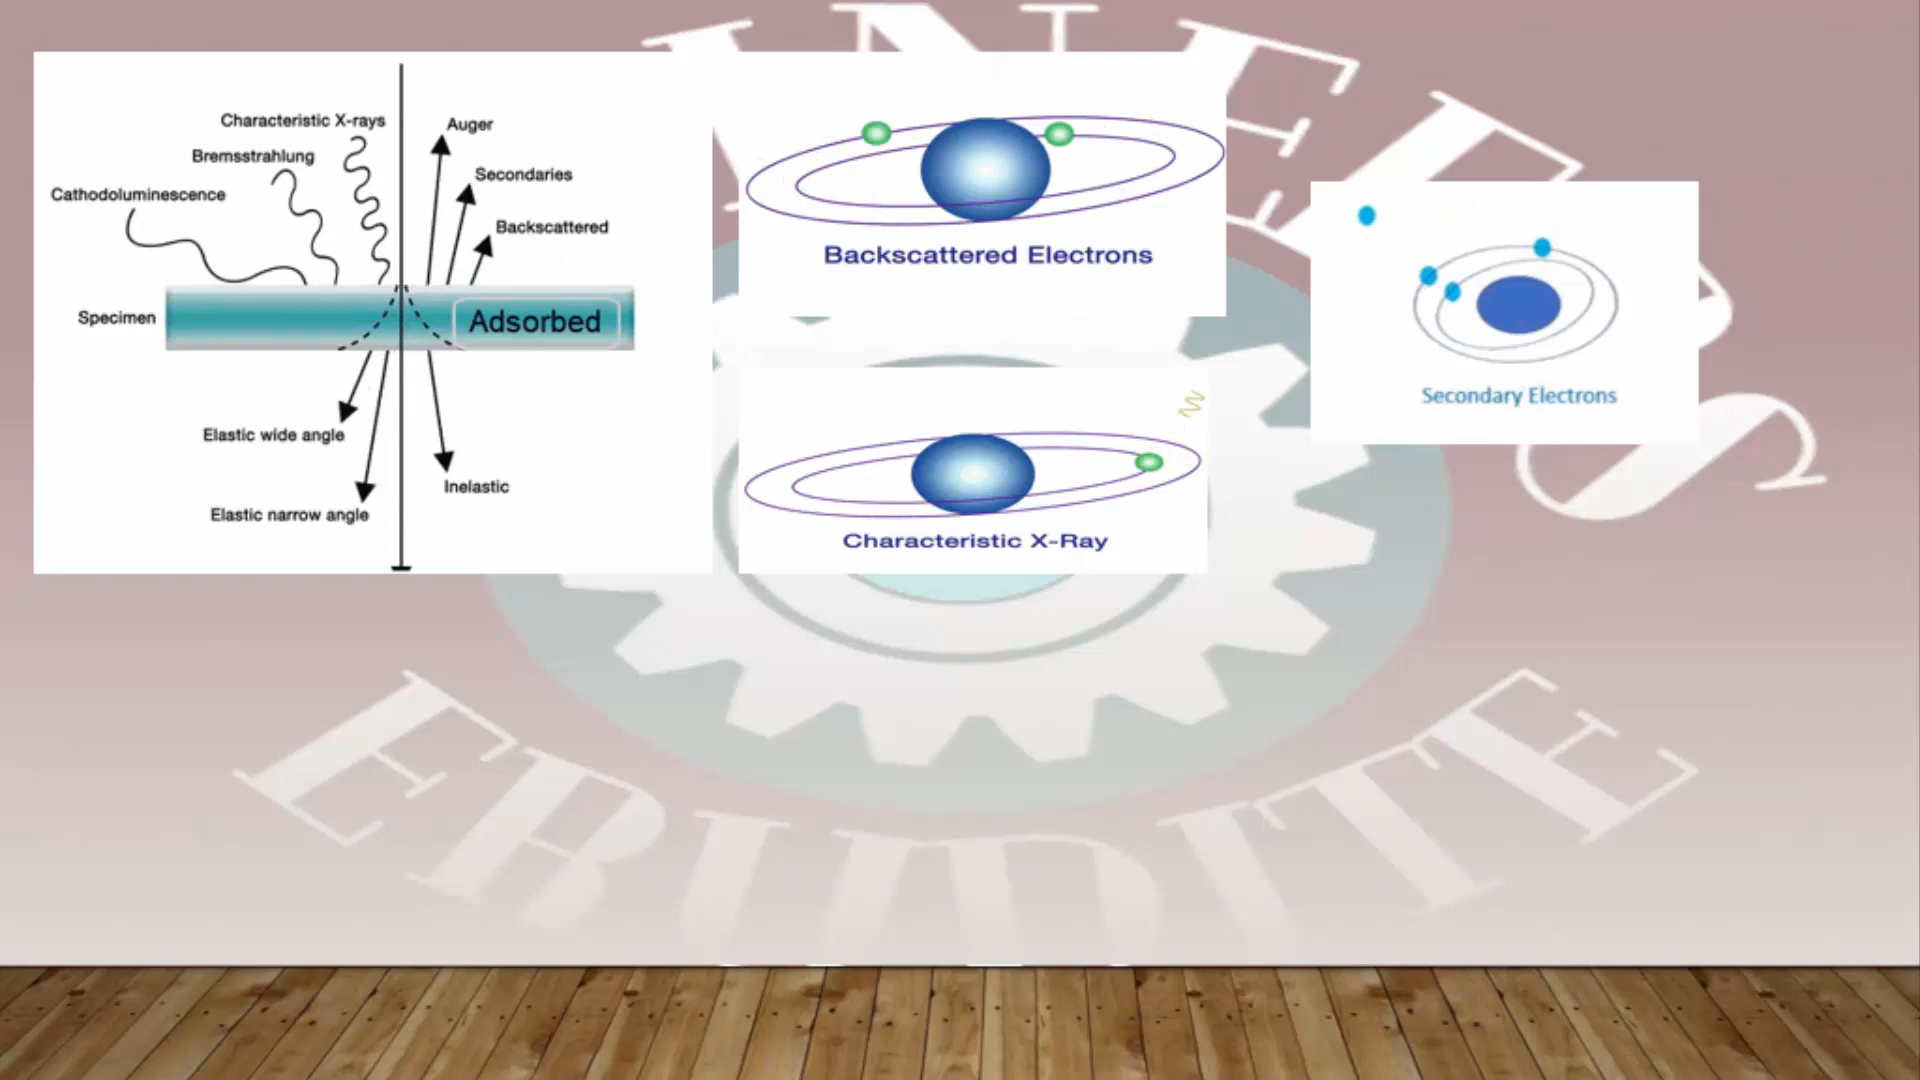 Characteristic X-rays
Auger
Bremsstrahlung
Secondaries
Cathodoluminescence
Backscattered
Specimen
Adsorbed
Elastic wide angle
Inelastic
Elastic narrow angle
Backscattered Electrons
Characteristic X-Ray
Secondary Electrons
ERUDITE